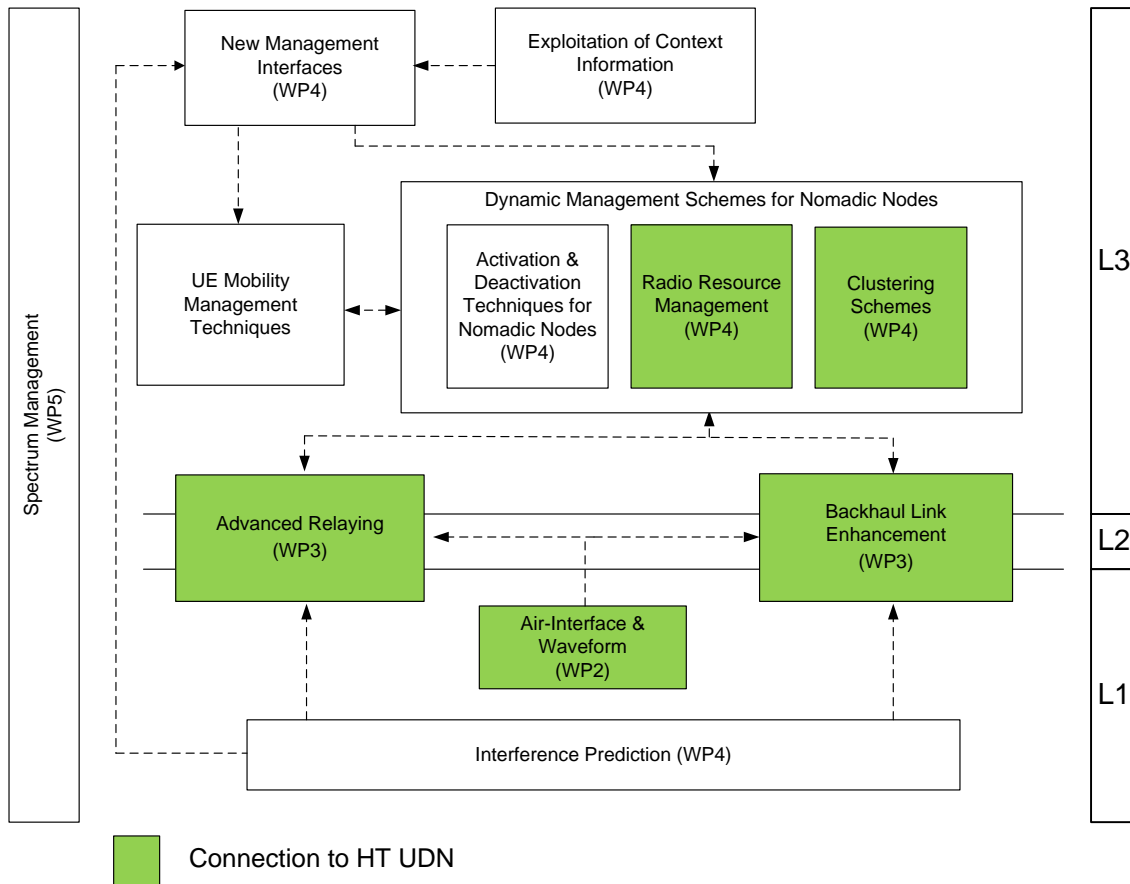 New Management
Interfaces
(WP4)
Exploitation of Context
Information
(WP4)
Dynamic Management Schemes for Nomadic Nodes
UE Mobility
Management
Techniques
Activation &
Deactivation
Techniques for
Nomadic Nodes
(WP4)
Radio Resource
Management
(WP4)
Clustering
Schemes
(WP4)
L3
Spectrum Management
(WP5)
Advanced Relaying
(WP3)
Backhaul Link
Enhancement
(WP3)
L2
Air-Interface &
Waveform
(WP2)
L1
Interference Prediction (WP4)
Connection to HT UDN